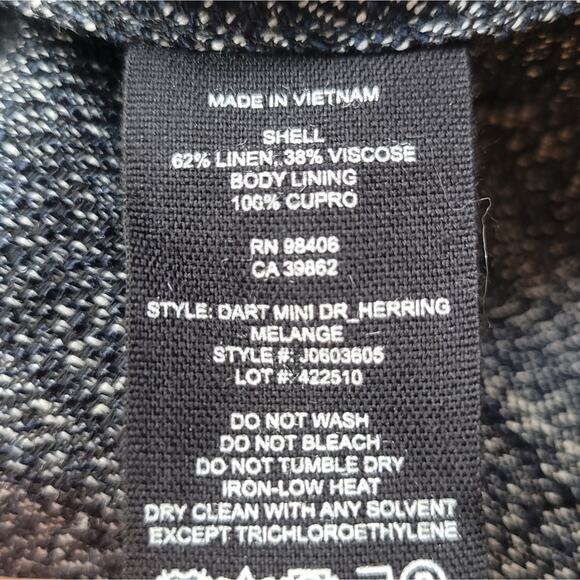 MADE IN VIETNAM
SHELL
62% LINEN, 38% VISCOSE
BODY LINING
100% CUPRO
RN 98406
CA 39862
STYLE: DART MINI DR_HERRING
MELANGE
STYLE #: J0603605
LOT #: 422510
DO NOT WASH
DO NOT BLEACH
DO NOT TUMBLE DRY
IRON-LOW HEAT
DRY CLEAN WITH ANY SOLVENT
EXCEPT TRICHLOROETHYLENE